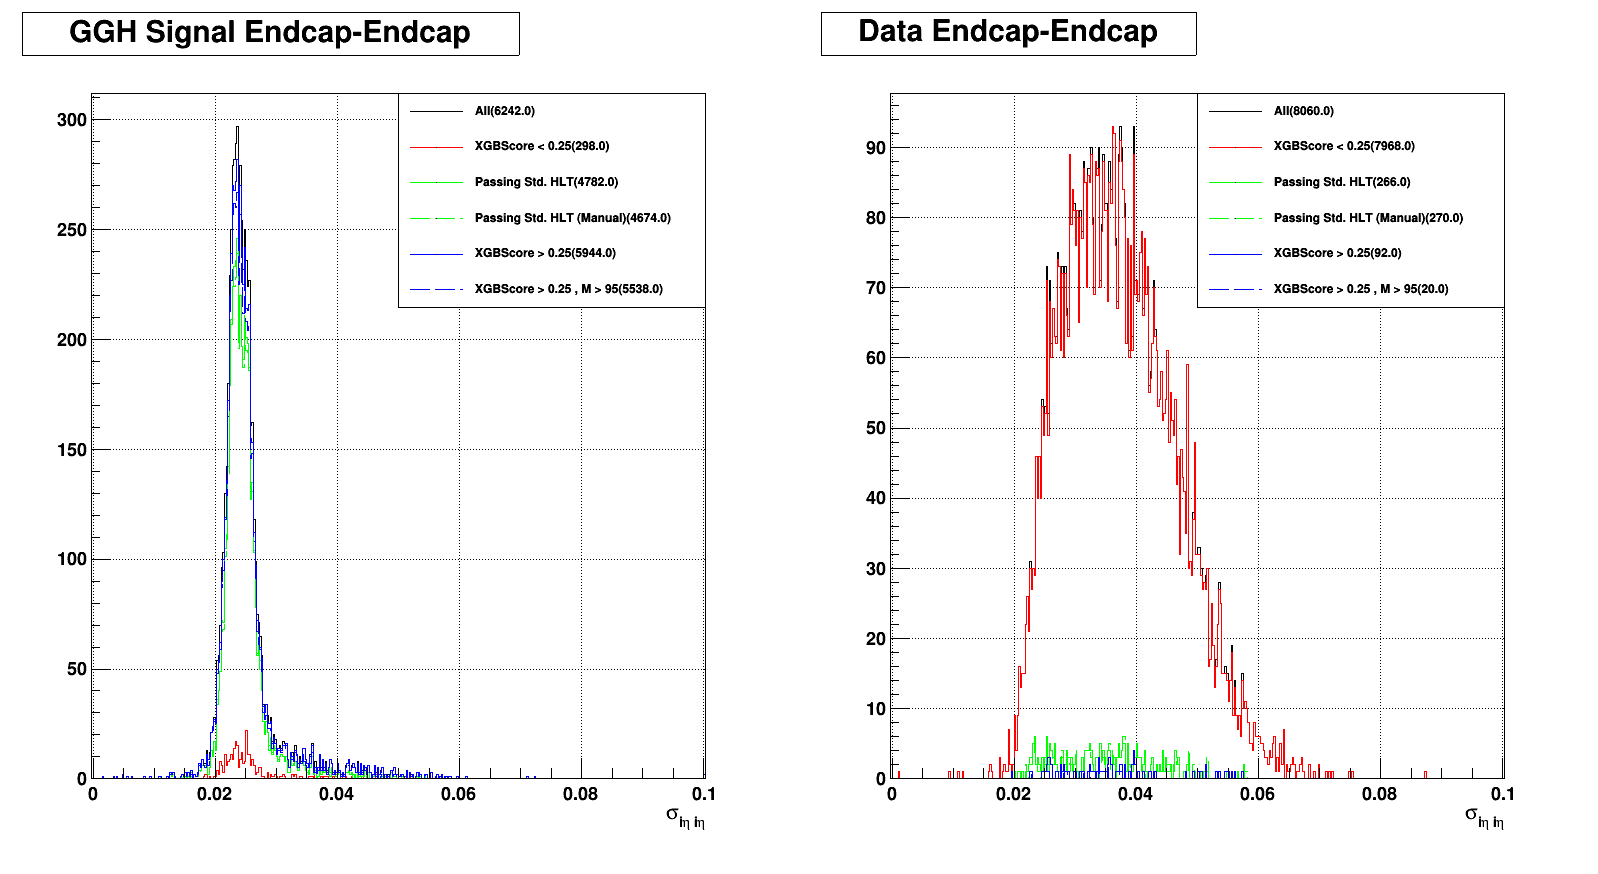 GGH Signal Endcap-Endcap
All(6242.0)
XGBScore < 0.25(298.0)
Passing Std. HLT(4782.0)
Passing Std. HLT (Manual)(4674.0)
XGBScore > 0.25(5944.0)
XGBScore > 0.25 , M > 95(5538.0)
300
250
200
150
100
50
0
0 0.02 0.04 0.06 0.08 0.1
σiη iη
Data Endcap-Endcap
All(8060.0)
XGBScore < 0.25(7968.0)
Passing Std. HLT(266.0)
Passing Std. HLT (Manual)(270.0)
XGBScore > 0.25(92.0)
XGBScore > 0.25 , M > 95(20.0)
90
80
70
60
50
40
30
20
10
0
0 0.02 0.04 0.06 0.08 0.1
σiη iη